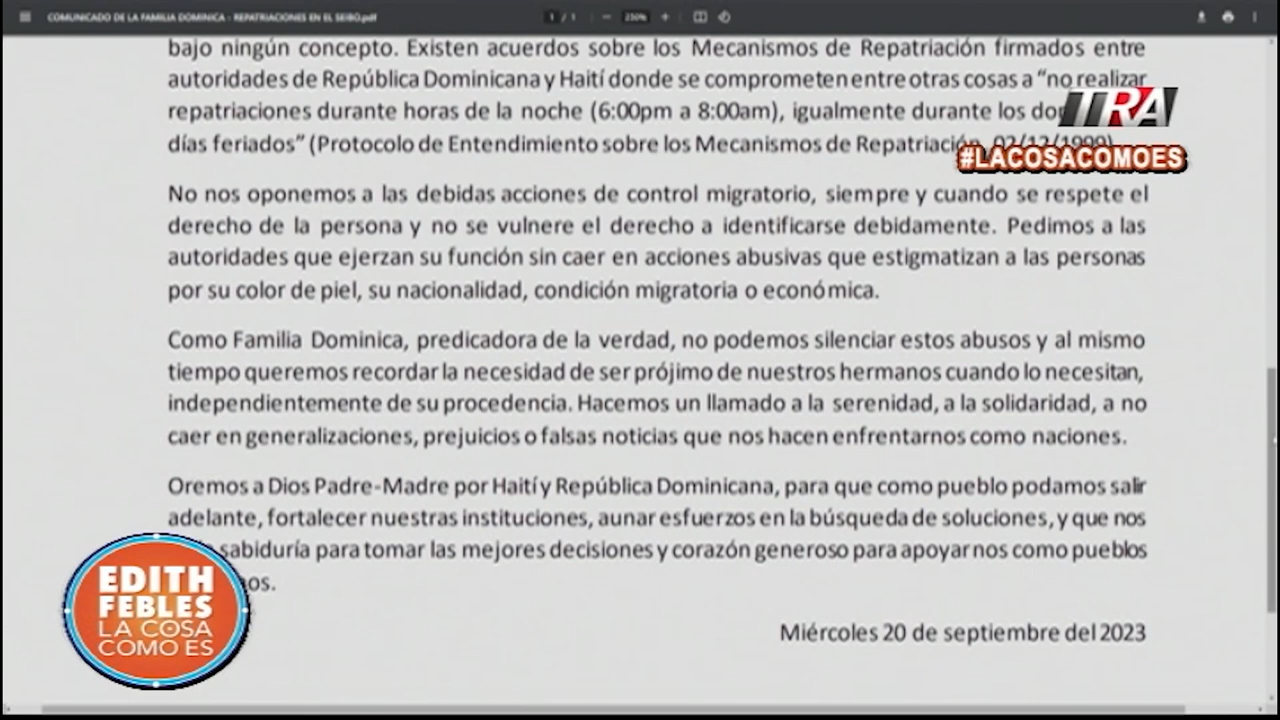 COMUNICADO DE LA FAMILIA DOMINICA - REPATRIACIONES EN EL SEIBO.pdf
1 / 1
250%
bajo ningún concepto. Existen acuerdos sobre los Mecanismos de Repatriación firmados entre
autoridades de República Dominicana y Haití donde se comprometen entre otras cosas a “no realizar
repatriaciones durante horas de la noche (6:00pm a 8:00am), igualmente durante los
días feriados” (Protocolo de Entendimiento sobre los Mecanismos de Repatriación, 02/12/1999)
TRA
#LACOSACOMOES
No nos oponemos a las debidas acciones de control migratorio, siempre y cuando se respete el
derecho de la persona y no se vulnere el derecho a identificarse debidamente. Pedimos a las
autoridades que ejerzan su función sin caer en acciones abusivas que estigmatizan a las personas
por su color de piel, su nacionalidad, condición migratoria o económica.
Como Familia Dominica, predicadora de la verdad, no podemos silenciar estos abusos y al mismo
tiempo queremos recordar la necesidad de ser prójimo de nuestros hermanos cuando lo necesitan,
independientemente de su procedencia. Hacemos un llamado a la serenidad, a la solidaridad, a no
caer en generalizaciones, prejuicios o falsas noticias que nos hacen enfrentarnos como naciones.
Oremos a Dios Padre-Madre por Haití y República Dominicana, para que como pueblo podamos salir
adelante, fortalecer nuestras instituciones, aunar esfuerzos en la búsqueda de soluciones, y que nos
sabiduría para tomar las mejores decisiones y corazón generoso para apoyarnos como pueblos
Miércoles 20 de septiembre del 2023
EDITH
FEBLES
LA COSA
COMO ES